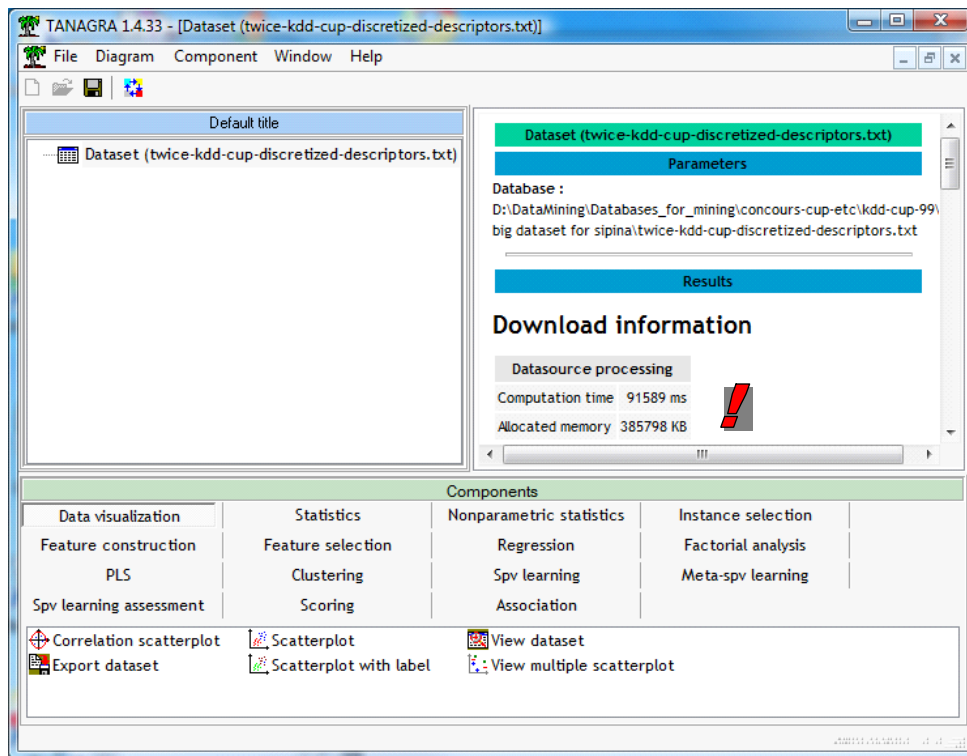 TANAGRA 1.4.33 - [Dataset (twice-kdd-cup-discretized-descriptors.txt)]
File Diagram Component Window Help
Default title
Dataset (twice-kdd-cup-discretized-descriptors.txt)
Dataset (twice-kdd-cup-discretized-descriptors.txt)
Parameters
Database :
D:\DataMining\Databases_for_mining\concours-cup-etc\kdd-cup-99\
big dataset for sipina\twice-kdd-cup-discretized-descriptors.txt
Results
Download information
Datasource processing
Computation time 91589 ms
Allocated memory 385798 KB
!
Components
Data visualization Statistics Nonparametric statistics Instance selection
Feature construction Feature selection Regression Factorial analysis
PLS Clustering Spv learning Meta-spv learning
Spv learning assessment Scoring Association
Correlation scatterplot Scatterplot View dataset
Export dataset Scatterplot with label View multiple scatterplot